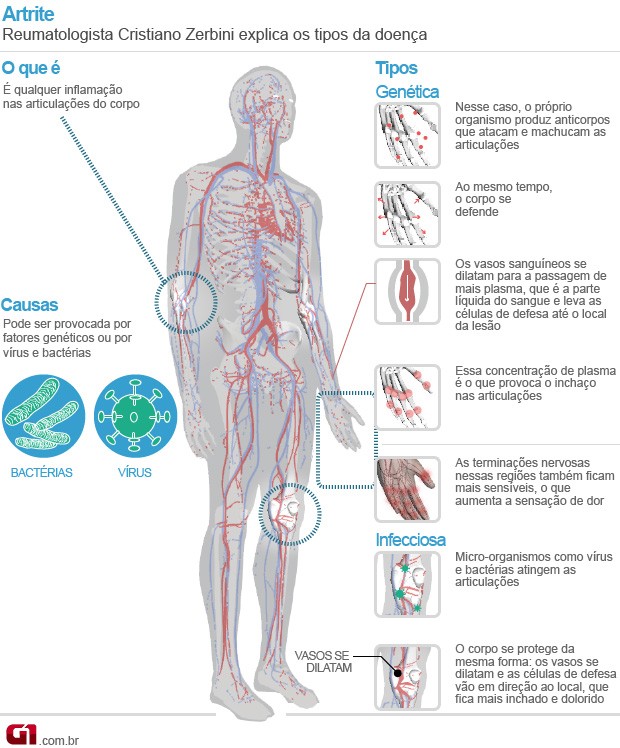 Artrite
Reumatologista Cristiano Zerbini explica os tipos da doença
O que é
É qualquer inflamação
nas articulações do corpo
Causas
Pode ser provocada por
fatores genéticos ou por
vírus e bactérias
BACTÉRIAS
VÍRUS
Tipos
Genética
Nesse caso, o próprio
organismo produz anticorpos
que atacam e machucam as
articulações
Ao mesmo tempo,
o corpo se
defende
Os vasos sanguíneos se
dilatam para a passagem de
mais plasma, que é a parte
líquida do sangue e leva as
células de defesa até o local
da lesão
Essa concentração de plasma
é o que provoca o inchaço
nas articulações
As terminações nervosas
nessas regiões também ficam
mais sensíveis, o que
aumenta a sensação de dor
Infecciosa
Micro-organismos como vírus
e bactérias atingem as
articulações
VASOS SE
DILATAM
O corpo se protege da
mesma forma: os vasos se
dilatam e as células de defesa
vão em direção ao local, que
fica mais inchado e dolorido
G1.com.br